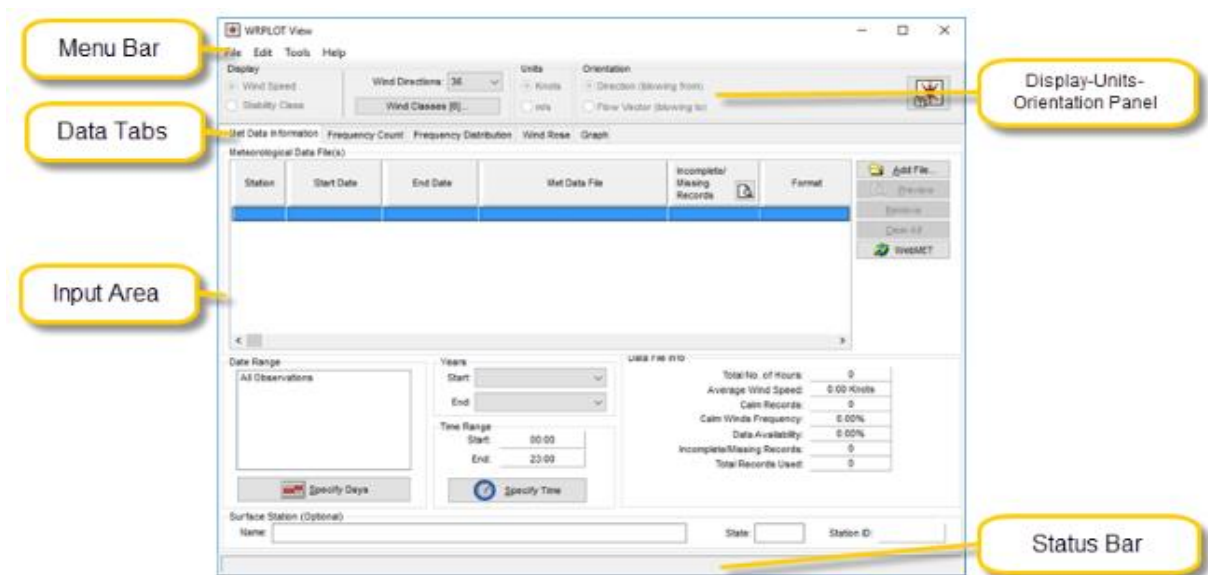 WRPLOT View
Menu Bar
File Edit Tools Help
Display
Wind Speed
Stability Class
Wind Directions: 36
Wind Classes [6]...
Units
Knots
m/s
Orientation
Direction (blowing from)
Flow Vector (blowing to)
Display-Units-
Orientation Panel
Data Tabs
Met Data Information Frequency Count Frequency Distribution Wind Rose Graph
Meteorological Data File(s)
Station
Start Date
End Date
Met Data File
Incomplete/
Missing
Records
Format
Add File...
Preview
Remove
Clear All
WebMET
Input Area
Date Range
All Observations
Specify Days
Years
Start:
End:
Time Range
Start: 00:00
End: 23:00
Specify Time
Data File Info
Total No. of Hours: 0
Average Wind Speed: 0.00 Knots
Calm Records: 0
Calm Winds Frequency: 0.00%
Data Availability: 0.00%
Incomplete/Missing Records: 0
Total Records Used: 0
Surface Station (Optional)
Name: State: Station ID:
Status Bar